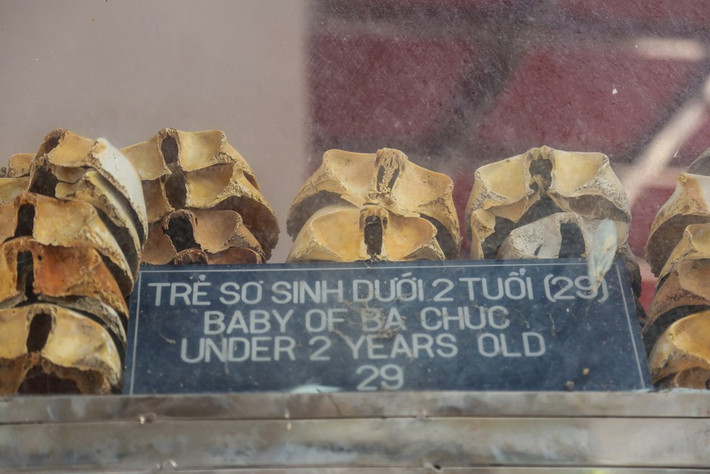 TRẺ SƠ SINH DƯỚI 2 TUỔI (29)
BABY OF BA CHUC
UNDER 2 YEARS OLD
29